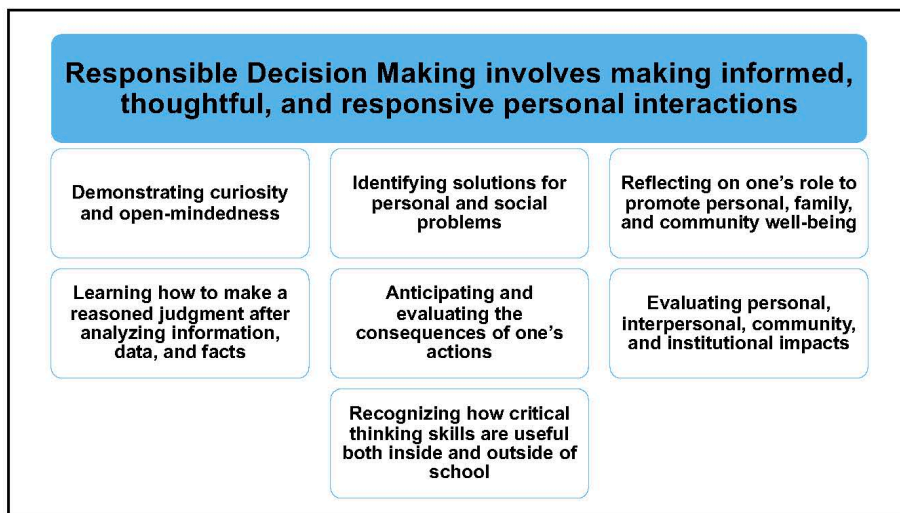 Responsible Decision Making involves making informed,
thoughtful, and responsive personal interactions
Demonstrating curiosity
and open-mindedness
Identifying solutions for
personal and social
problems
Reflecting on one's role to
promote personal, family,
and community well-being
Learning how to make a
reasoned judgment after
analyzing information,
data, and facts
Anticipating and
evaluating the
consequences of one's
actions
Evaluating personal,
interpersonal, community,
and institutional impacts
Recognizing how critical
thinking skills are useful
both inside and outside of
school